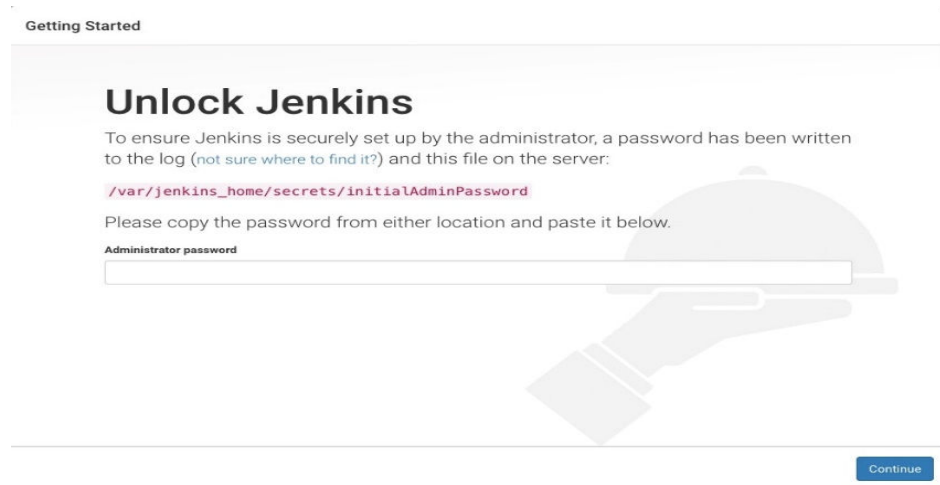 Getting Started
Unlock Jenkins
To ensure Jenkins is securely set up by the administrator, a password has been written
to the log (not sure where to find it?) and this file on the server:
/var/jenkins_home/secrets/initialAdminPassword
Please copy the password from either location and paste it below.
Administrator password
Continue